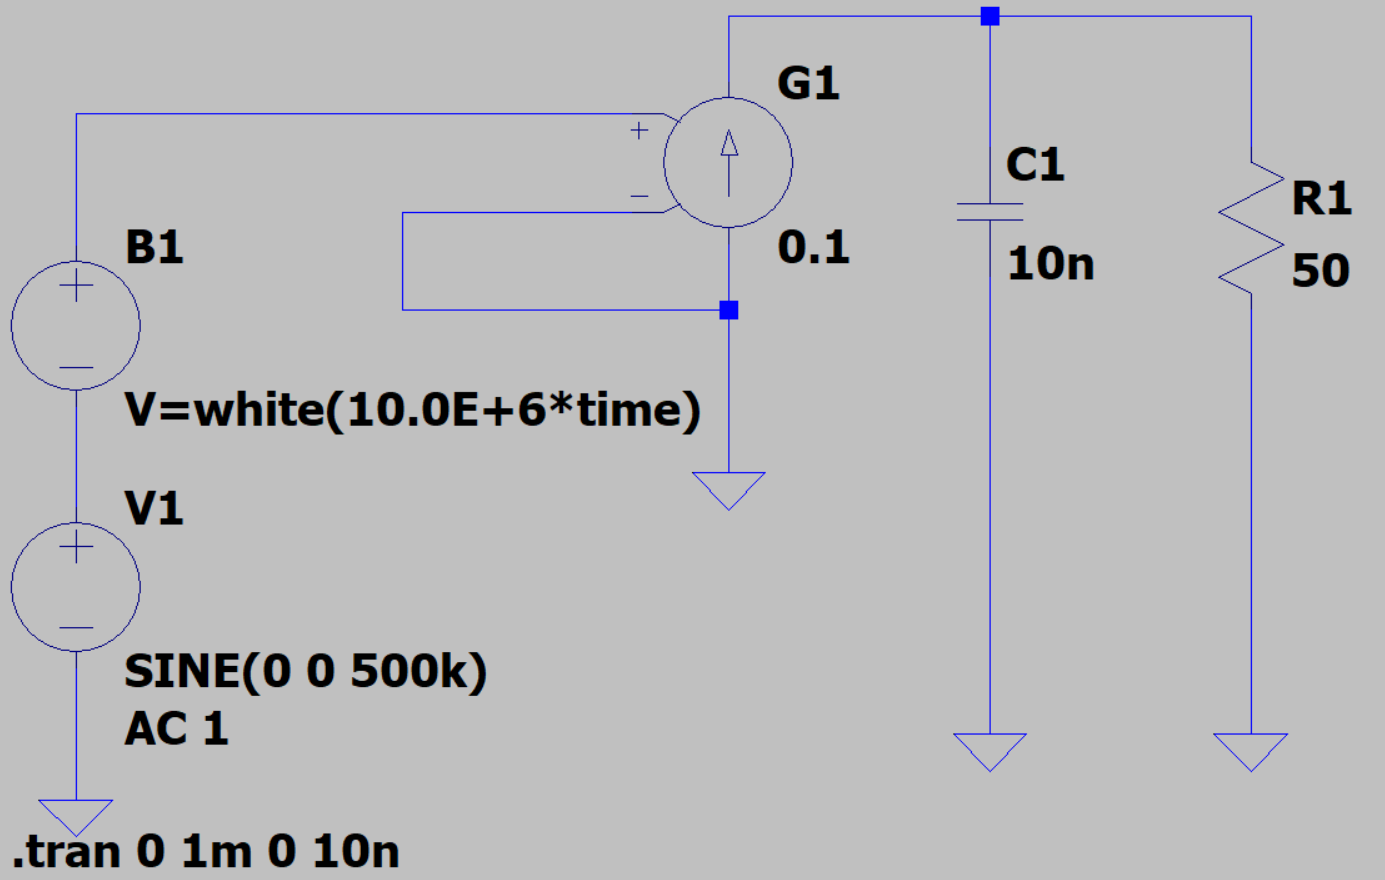 G1
C1
R1
B1
0.1
10n
50
V=white(10.0E+6*time)
V1
SINE(0 0 500k)
AC 1
.tran 0 1m 0 10n